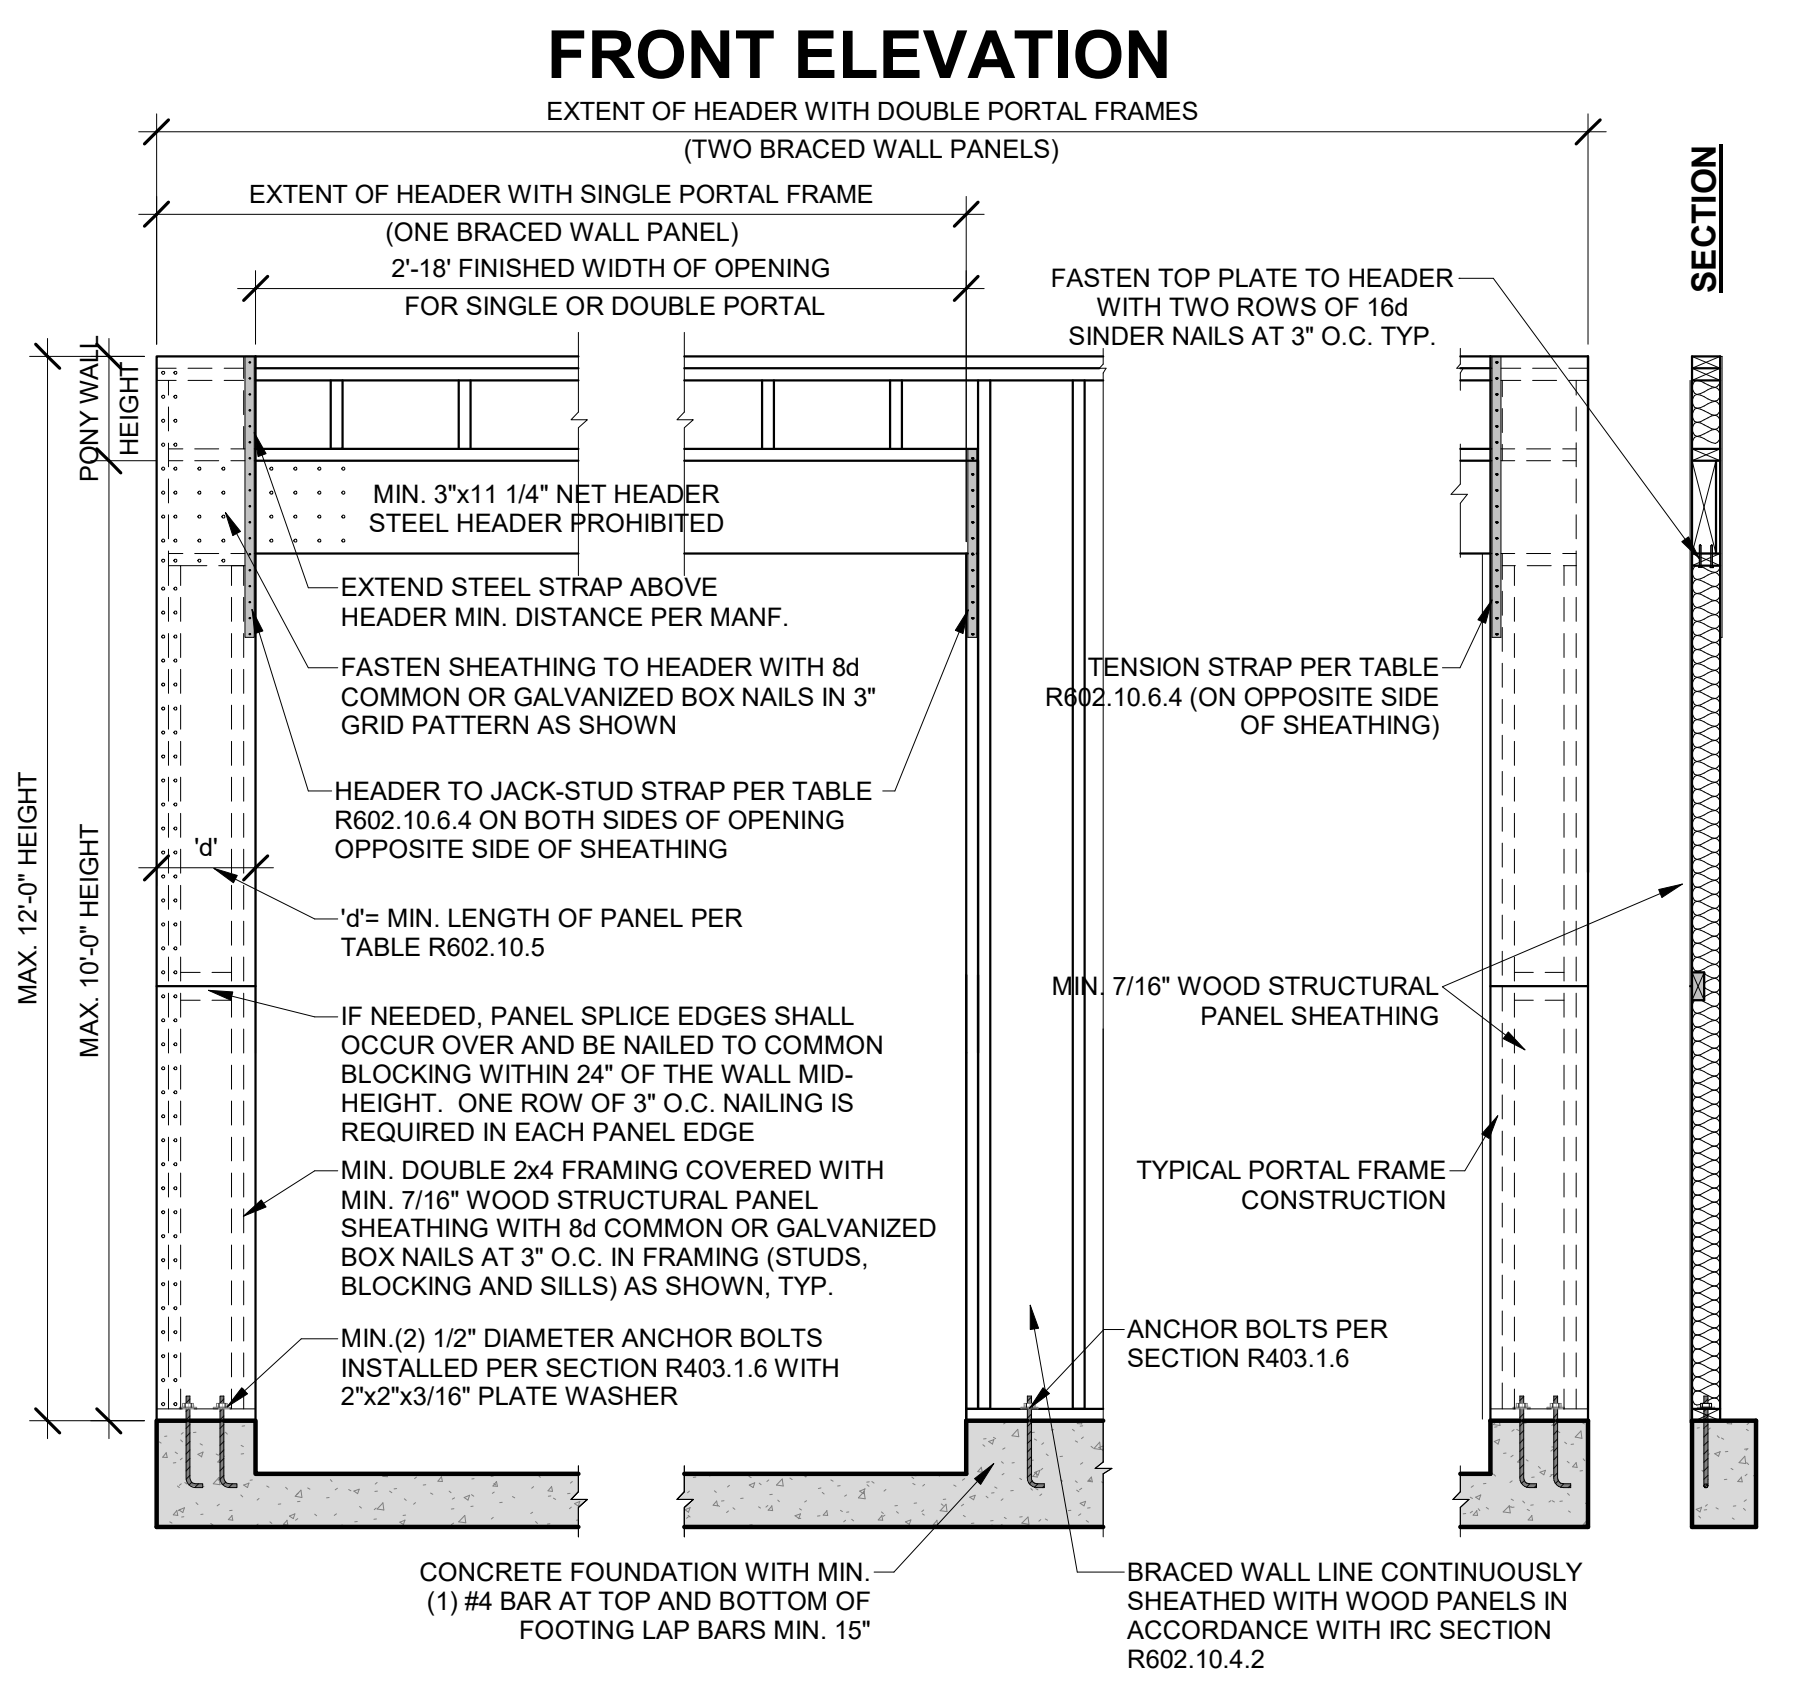 FRONT ELEVATION
EXTENT OF HEADER WITH DOUBLE PORTAL FRAMES
(TWO BRACED WALL PANELS)
SECTION
EXTENT OF HEADER WITH SINGLE PORTAL FRAME
(ONE BRACED WALL PANEL)
2'-18' FINISHED WIDTH OF OPENING
FOR SINGLE OR DOUBLE PORTAL
FASTEN TOP PLATE TO HEADER
WITH TWO ROWS OF 16d
SINDER NAILS AT 3" O.C. TYP.
PONY WALL
HEIGHT
MIN. 3"x11 1/4" NET HEADER
STEEL HEADER PROHIBITED
EXTEND STEEL STRAP ABOVE
HEADER MIN. DISTANCE PER MANF.
FASTEN SHEATHING TO HEADER WITH 8d
COMMON OR GALVANIZED BOX NAILS IN 3"
GRID PATTERN AS SHOWN
TENSION STRAP PER TABLE
R602.10.6.4 (ON OPPOSITE SIDE
OF SHEATHING)
HEADER TO JACK-STUD STRAP PER TABLE
R602.10.6.4 ON BOTH SIDES OF OPENING
OPPOSITE SIDE OF SHEATHING
MAX. 12'-0" HEIGHT
MAX. 10'-0" HEIGHT
'd'
'd'= MIN. LENGTH OF PANEL PER
TABLE R602.10.5
MIN. 7/16" WOOD STRUCTURAL
PANEL SHEATHING
IF NEEDED, PANEL SPLICE EDGES SHALL
OCCUR OVER AND BE NAILED TO COMMON
BLOCKING WITHIN 24" OF THE WALL MID-
HEIGHT. ONE ROW OF 3" O.C. NAILING IS
REQUIRED IN EACH PANEL EDGE
MIN. DOUBLE 2x4 FRAMING COVERED WITH
MIN. 7/16" WOOD STRUCTURAL PANEL
SHEATHING WITH 8d COMMON OR GALVANIZED
BOX NAILS AT 3" O.C. IN FRAMING (STUDS,
BLOCKING AND SILLS) AS SHOWN, TYP.
TYPICAL PORTAL FRAME
CONSTRUCTION
MIN.(2) 1/2" DIAMETER ANCHOR BOLTS
INSTALLED PER SECTION R403.1.6 WITH
2"x2"x3/16" PLATE WASHER
ANCHOR BOLTS PER
SECTION R403.1.6
CONCRETE FOUNDATION WITH MIN.
(1) #4 BAR AT TOP AND BOTTOM OF
FOOTING LAP BARS MIN. 15"
BRACED WALL LINE CONTINUOUSLY
SHEATHED WITH WOOD PANELS IN
ACCORDANCE WITH IRC SECTION
R602.10.4.2